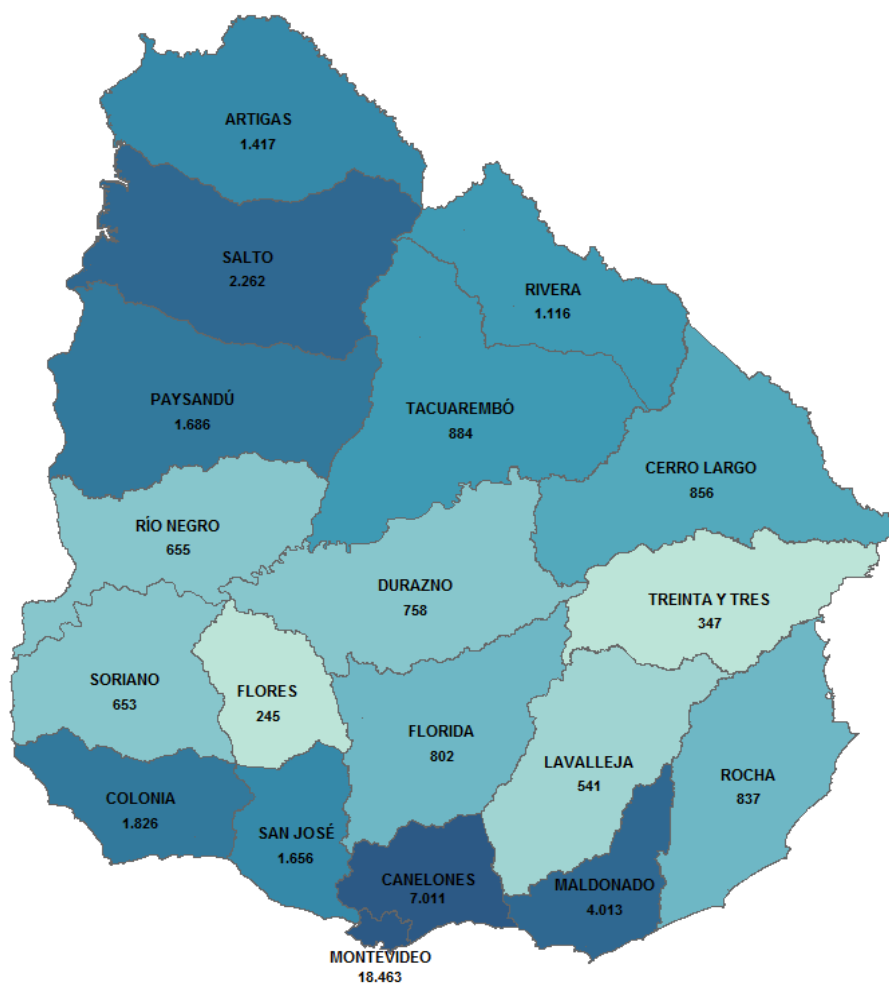 ARTIGAS
1.417
SALTO
2.262
RIVERA
1.116
PAYSANDÚ
1.686
TACUAREMBÓ
884
CERRO LARGO
856
RÍO NEGRO
655
DURAZNO
758
TREINTA Y TRES
347
SORIANO
653
FLORES
245
FLORIDA
802
LAVALLEJA
541
ROCHA
837
COLONIA
1.826
SAN JOSÉ
1.656
CANELONES
7.011
MALDONADO
4.013
MONTEVIDEO
18.463